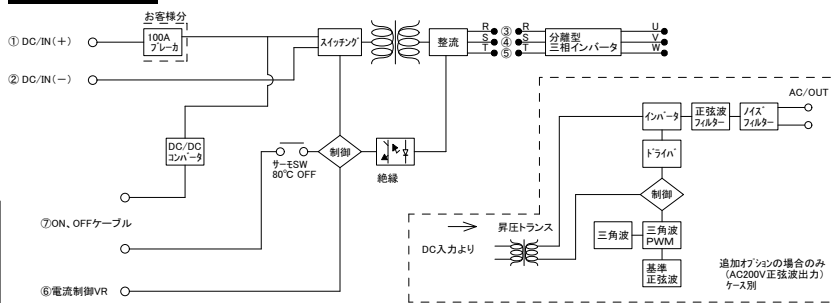 お客様分
① DC/IN(+)
100A
ブレーカ
スイッチング
整流
R ③ R
S ④ S
T ⑤ T
分離型
三相インバータ
U
V
W
② DC/IN(-)
DC/DC
コンバータ
サーモSW
80℃ OFF
制御
絶縁
⑦ON、OFFケーブル
⑥電流制御VR
AC/OUT
インバータ
正弦波
フィルター
ノイズ
フィルター
ドライバ
制御
昇圧トランス
DC入力より
三角波
三角波
PWM
基準
正弦波
追加オプションの場合のみ
(AC200V正弦波出力)
ケース別